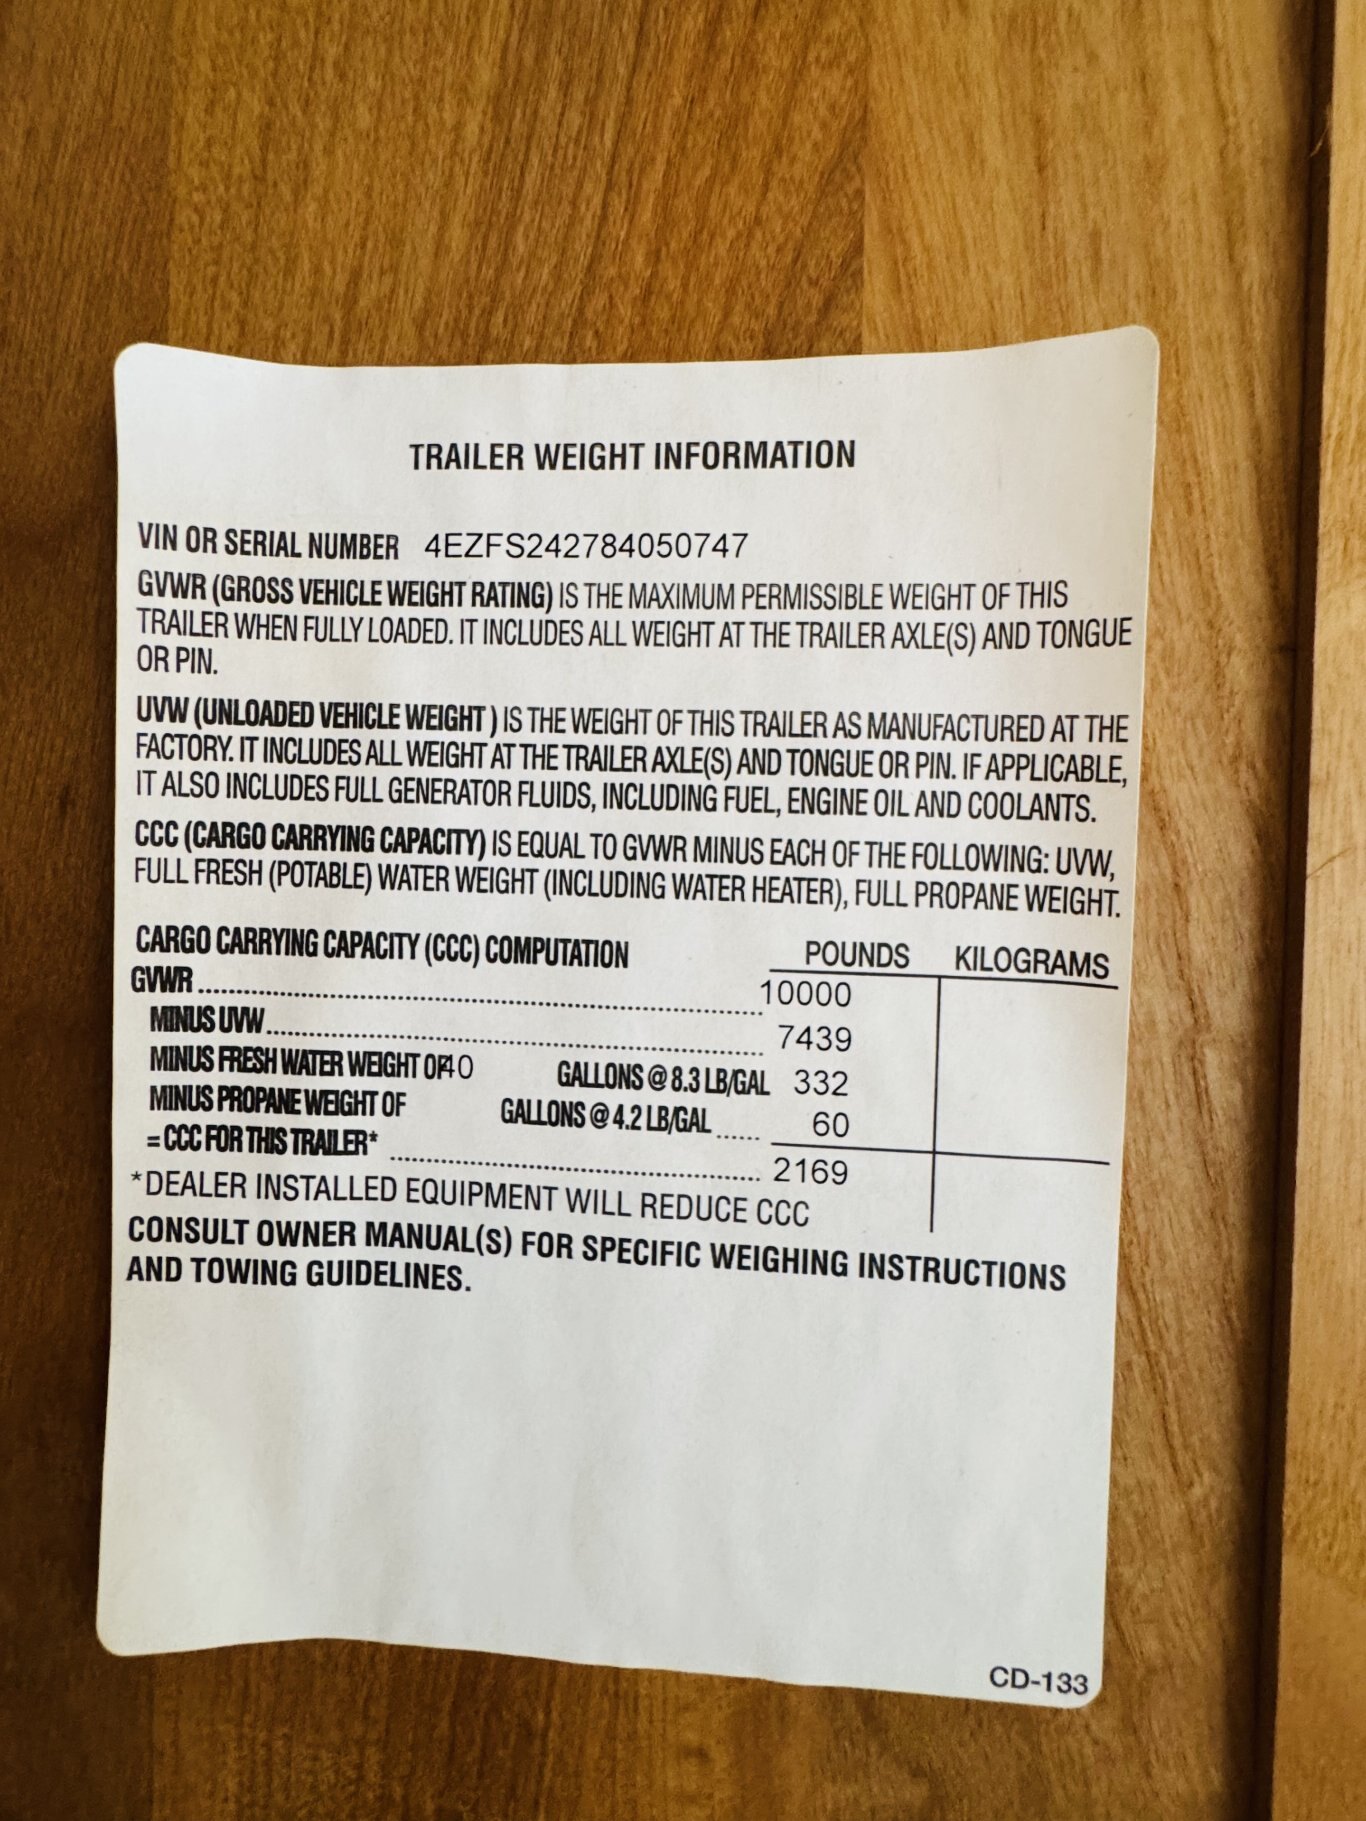 TRAILER WEIGHT INFORMATION
VIN OR SERIAL NUMBER 4EZFS242784050747
GVWR (GROSS VEHICLE WEIGHT RATING) IS THE MAXIMUM PERMISSIBLE WEIGHT OF THIS
TRAILER WHEN FULLY LOADED. IT INCLUDES ALL WEIGHT AT THE TRAILER AXLE(S) AND TONGUE
OR PIN.
UVW (UNLOADED VEHICLE WEIGHT ) IS THE WEIGHT OF THIS TRAILER AS MANUFACTURED AT THE
FACTORY. IT INCLUDES ALL WEIGHT AT THE TRAILER AXLE(S) AND TONGUE OR PIN. IF APPLICABLE,
IT ALSO INCLUDES FULL GENERATOR FLUIDS, INCLUDING FUEL, ENGINE OIL AND COOLANTS.
CCC (CARGO CARRYING CAPACITY) IS EQUAL TO GVWR MINUS EACH OF THE FOLLOWING: UVW,
FULL FRESH (POTABLE) WATER WEIGHT (INCLUDING WATER HEATER), FULL PROPANE WEIGHT.
CARGO CARRYING CAPACITY (CCC) COMPUTATION POUNDS KILOGRAMS
GVWR 10000
MINUS UVW 7439
MINUS FRESH WATER WEIGHT OF 40 GALLONS @ 8.3 LB/GAL 332
MINUS PROPANE WEIGHT OF GALLONS @ 4.2 LB/GAL 60
= CCC FOR THIS TRAILER* 2169
*DEALER INSTALLED EQUIPMENT WILL REDUCE CCC
CONSULT OWNER MANUAL(S) FOR SPECIFIC WEIGHING INSTRUCTIONS
AND TOWING GUIDELINES.
CD-133